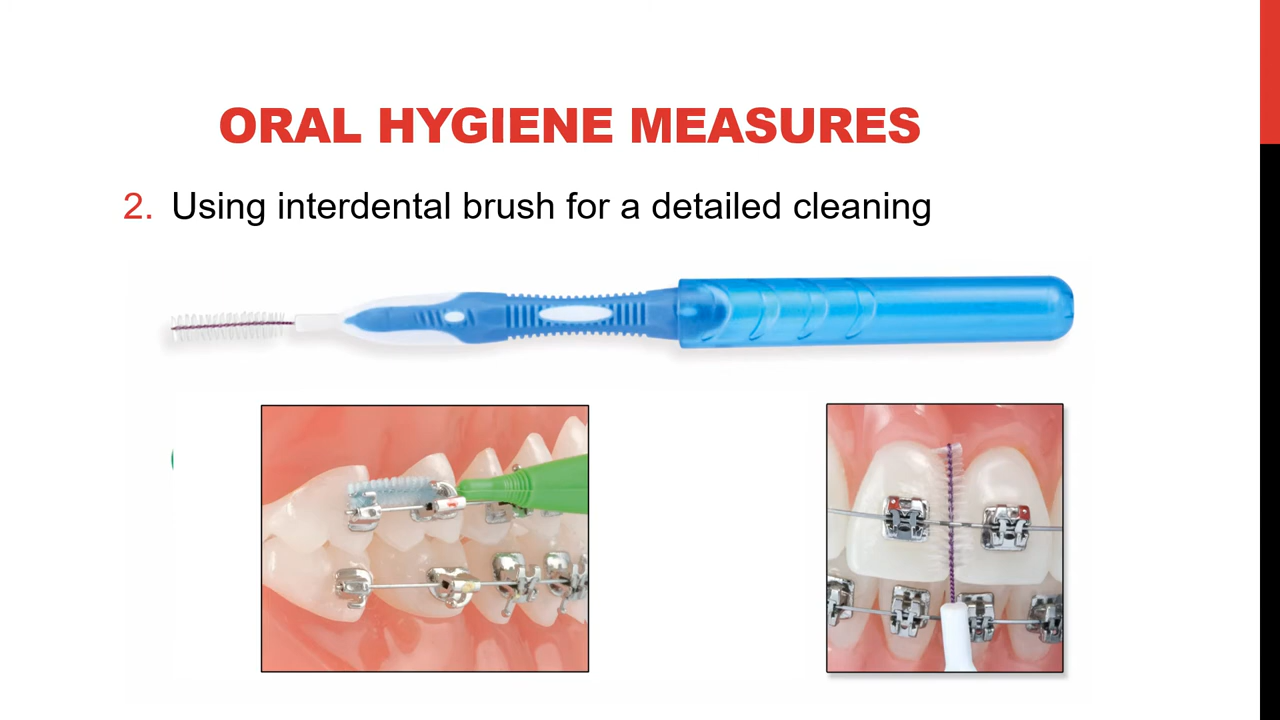 ORAL HYGIENE MEASURES
2. Using interdental brush for a detailed cleaning